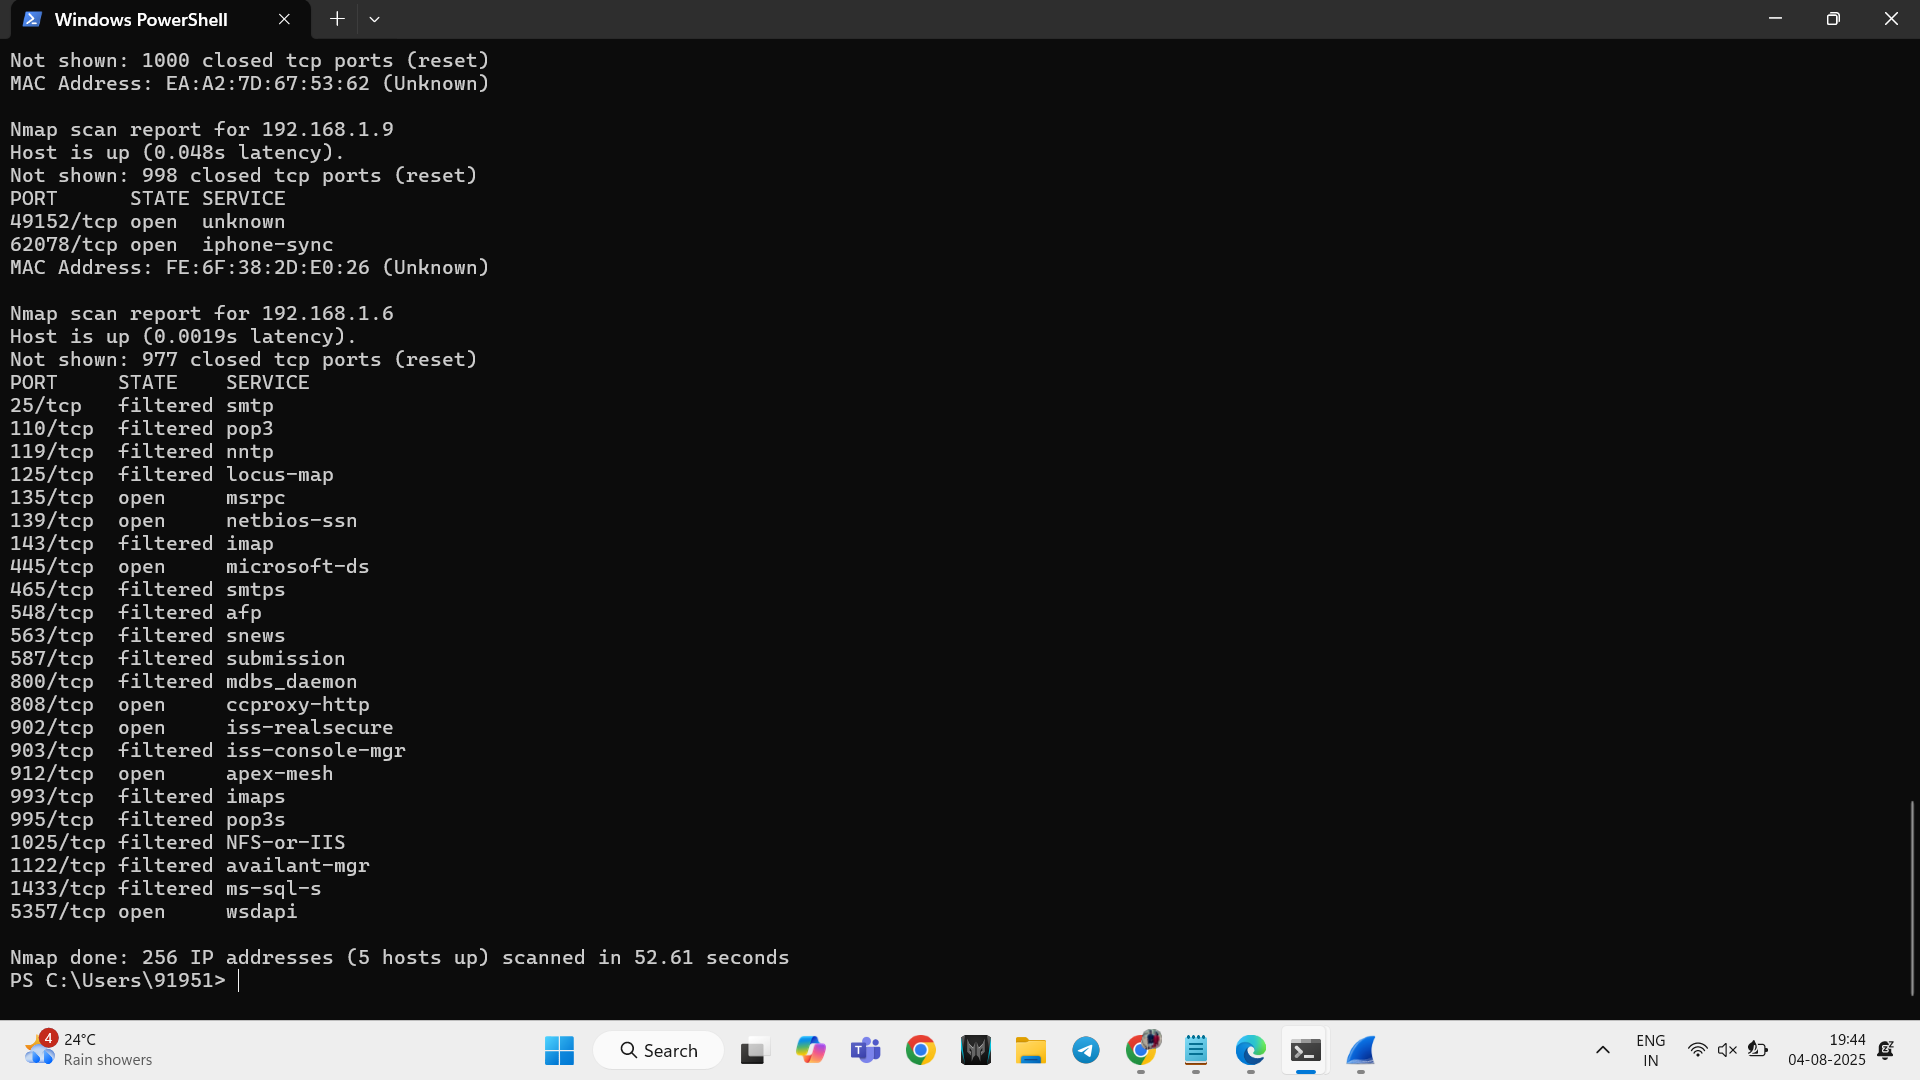 Windows PowerShell
Not shown: 1000 closed tcp ports (reset)
MAC Address: EA:A2:7D:67:53:62 (Unknown)
Nmap scan report for 192.168.1.9
Host is up (0.048s latency).
Not shown: 998 closed tcp ports (reset)
PORT      STATE SERVICE
49152/tcp open  unknown
62078/tcp open  iphone-sync
MAC Address: FE:6F:38:2D:E0:26 (Unknown)
Nmap scan report for 192.168.1.6
Host is up (0.0019s latency).
Not shown: 977 closed tcp ports (reset)
PORT     STATE    SERVICE
25/tcp   filtered smtp
110/tcp  filtered pop3
119/tcp  filtered nntp
125/tcp  filtered locus-map
135/tcp  open     msrpc
139/tcp  open     netbios-ssn
143/tcp  filtered imap
445/tcp  open     microsoft-ds
465/tcp  filtered smtps
548/tcp  filtered afp
563/tcp  filtered snews
587/tcp  filtered submission
800/tcp  filtered mdbs_daemon
808/tcp  open     ccproxy-http
902/tcp  open     iss-realsecure
903/tcp  filtered iss-console-mgr
912/tcp  open     apex-mesh
993/tcp  filtered imaps
995/tcp  filtered pop3s
1025/tcp filtered NFS-or-IIS
1122/tcp filtered availant-mgr
1433/tcp filtered ms-sql-s
5357/tcp open     wsdapi
Nmap done: 256 IP addresses (5 hosts up) scanned in 52.61 seconds
PS C:\Users\91951>
4
24°C
Rain showers
Search
ENG
IN
19:44
04-08-2025